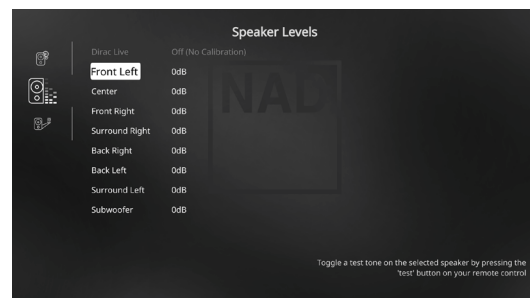 Speaker Levels
Dirac Live Off (No Calibration)
Front Left 0dB
Center 0dB
Front Right 0dB
Surround Right 0dB
Back Right 0dB
Back Left 0dB
Surround Left 0dB
Subwoofer 0dB
NAD
Toggle a test tone on the selected speaker by pressing the
'test' button on your remote control